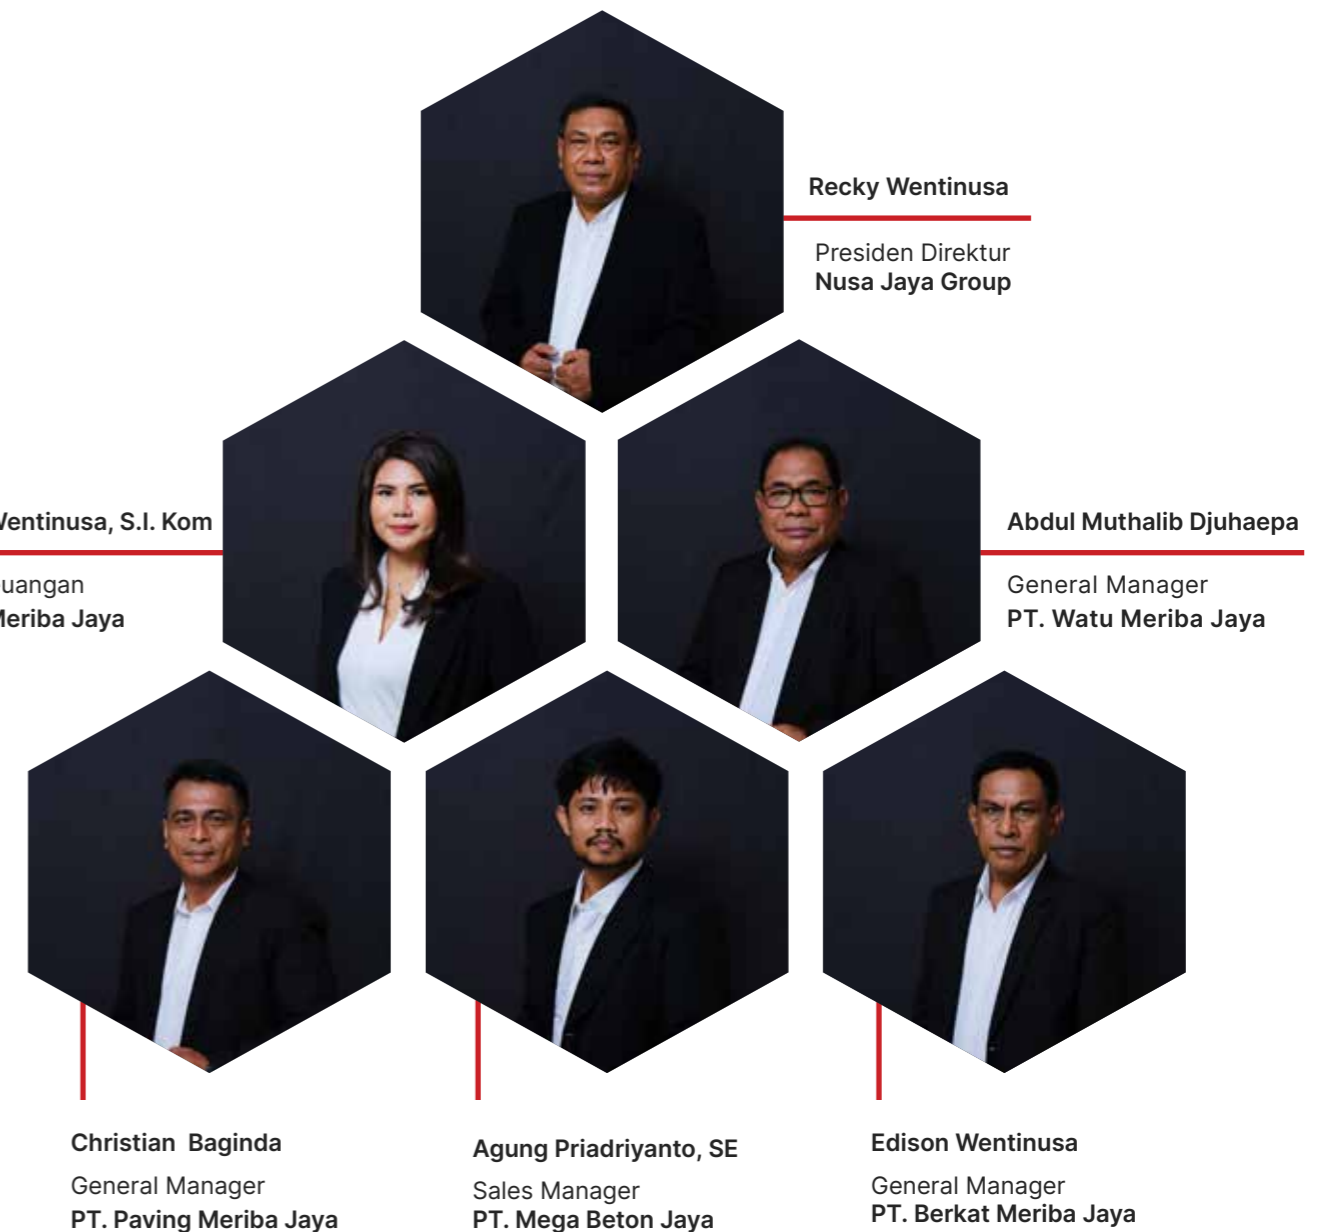 Recky Wentinusa
Presiden Direktur
Nusa Jaya Group
Wentinusa, S.I. Kom
Meriba Jaya
Abdul Muthalib Djuhaepa
General Manager
PT. Watu Meriba Jaya
Christian Baginda
General Manager
PT. Paving Meriba Jaya
Agung Priadriyanto, SE
Sales Manager
PT. Mega Beton Jaya
Edison Wentinusa
General Manager
PT. Berkat Meriba Jaya